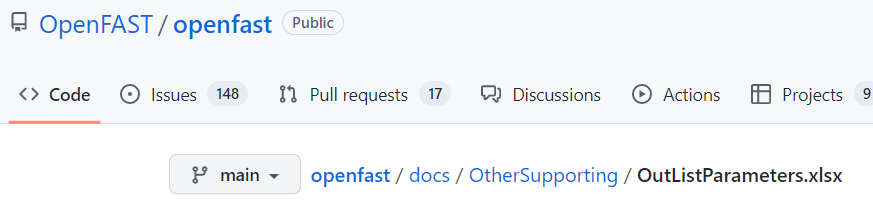 OpenFAST / openfast Public
Code Issues 148 Pull requests 17 Discussions Actions Projects 9
main openfast / docs / OtherSupporting / OutListParameters.xlsx